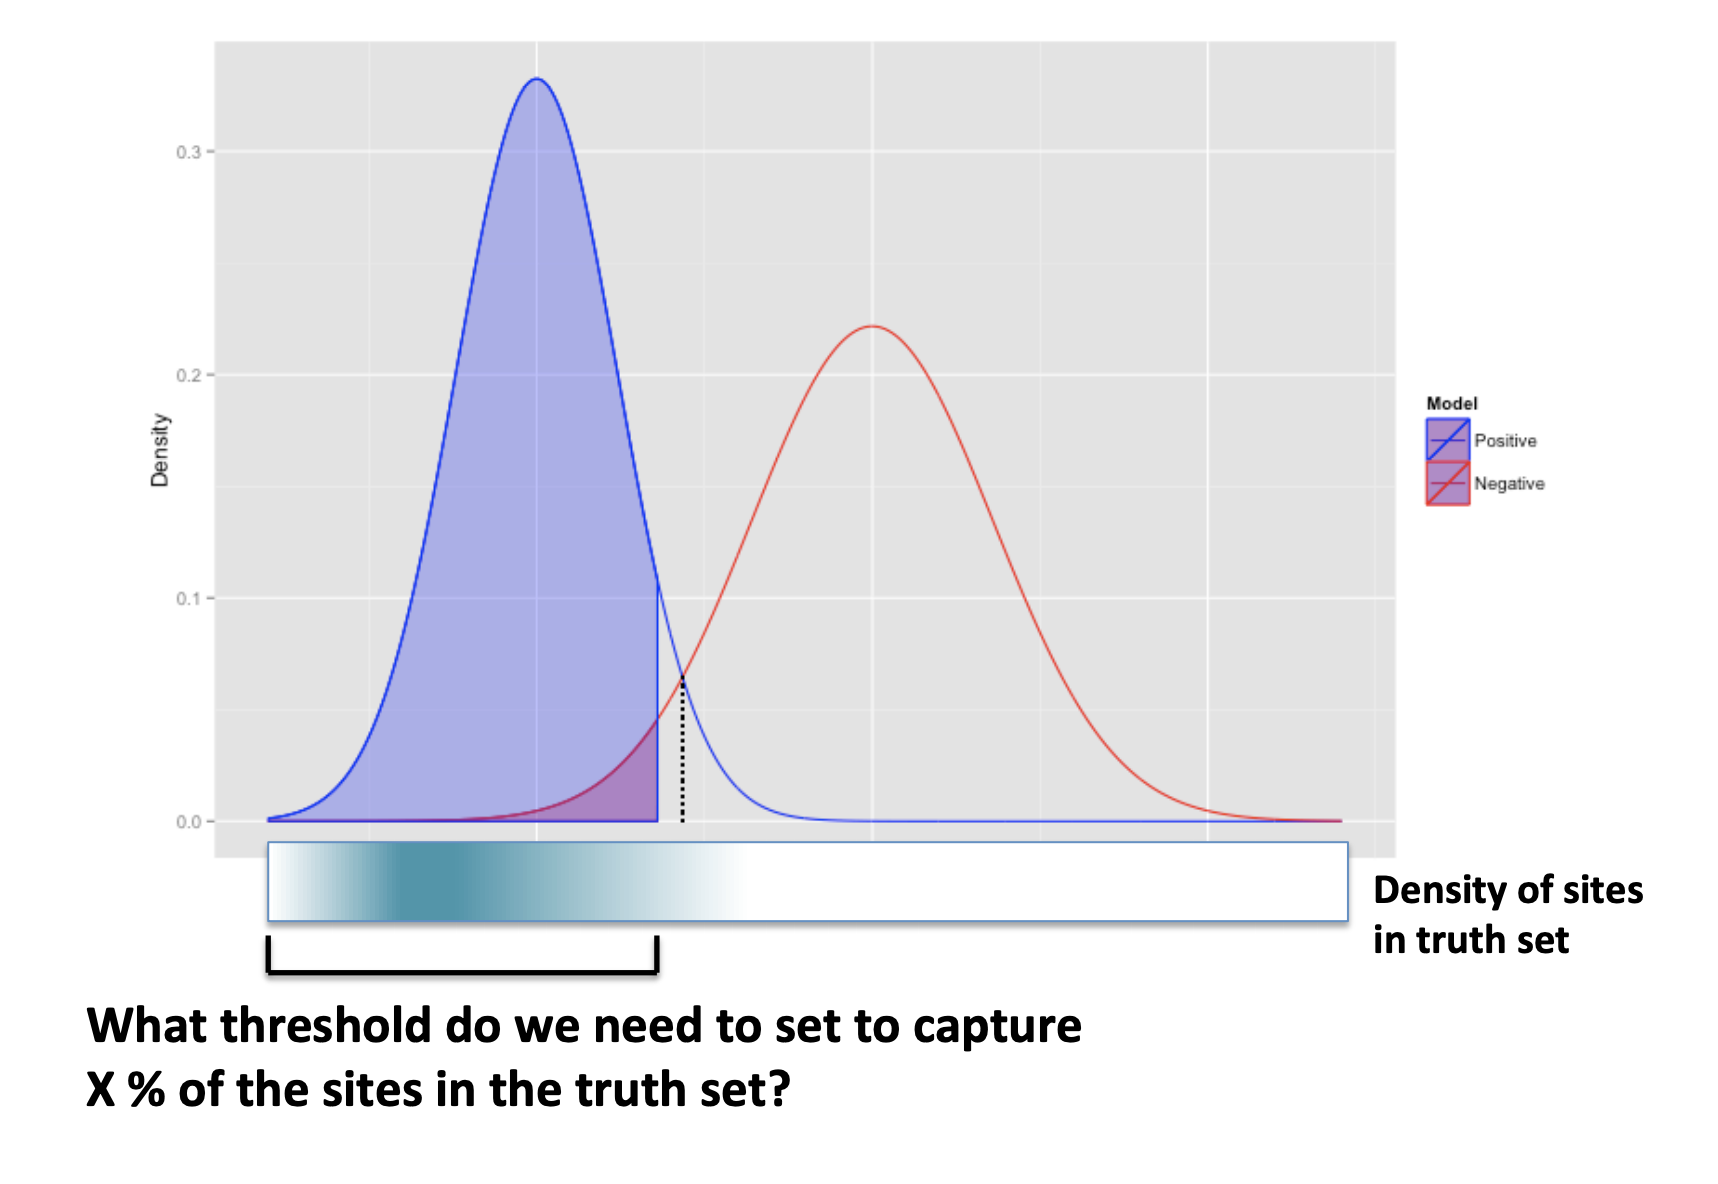 0.3
0.2
0.1
0.0
Density
Model
Positive
Negative
Density of sites
in truth set
What threshold do we need to set to capture
X % of the sites in the truth set?